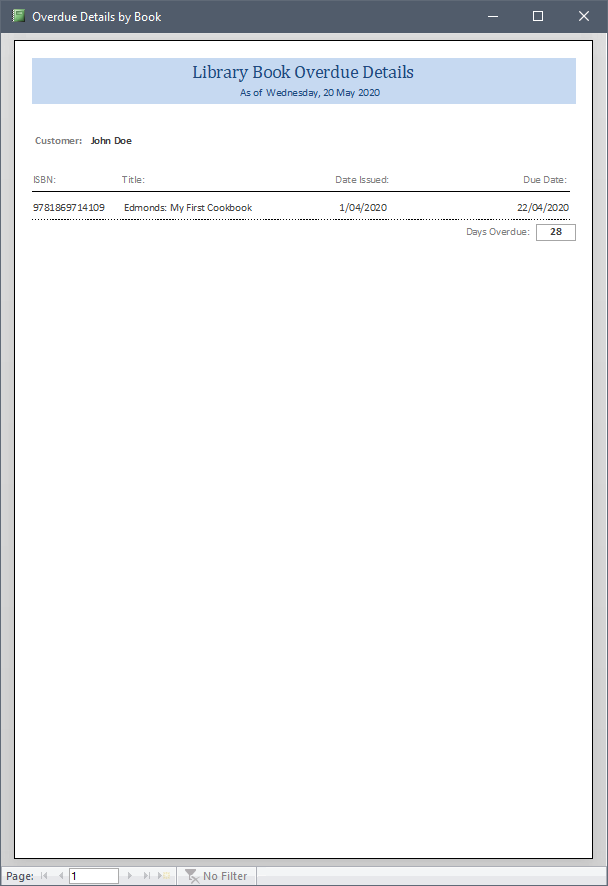 Overdue Details by Book
Library Book Overdue Details
As of Wednesday, 20 May 2020
Customer: John Doe
ISBN: Title: Date Issued: Due Date:
9781869714109 Edmonds: My First Cookbook 1/04/2020 22/04/2020
Days Overdue: 28
Page: 1 No Filter